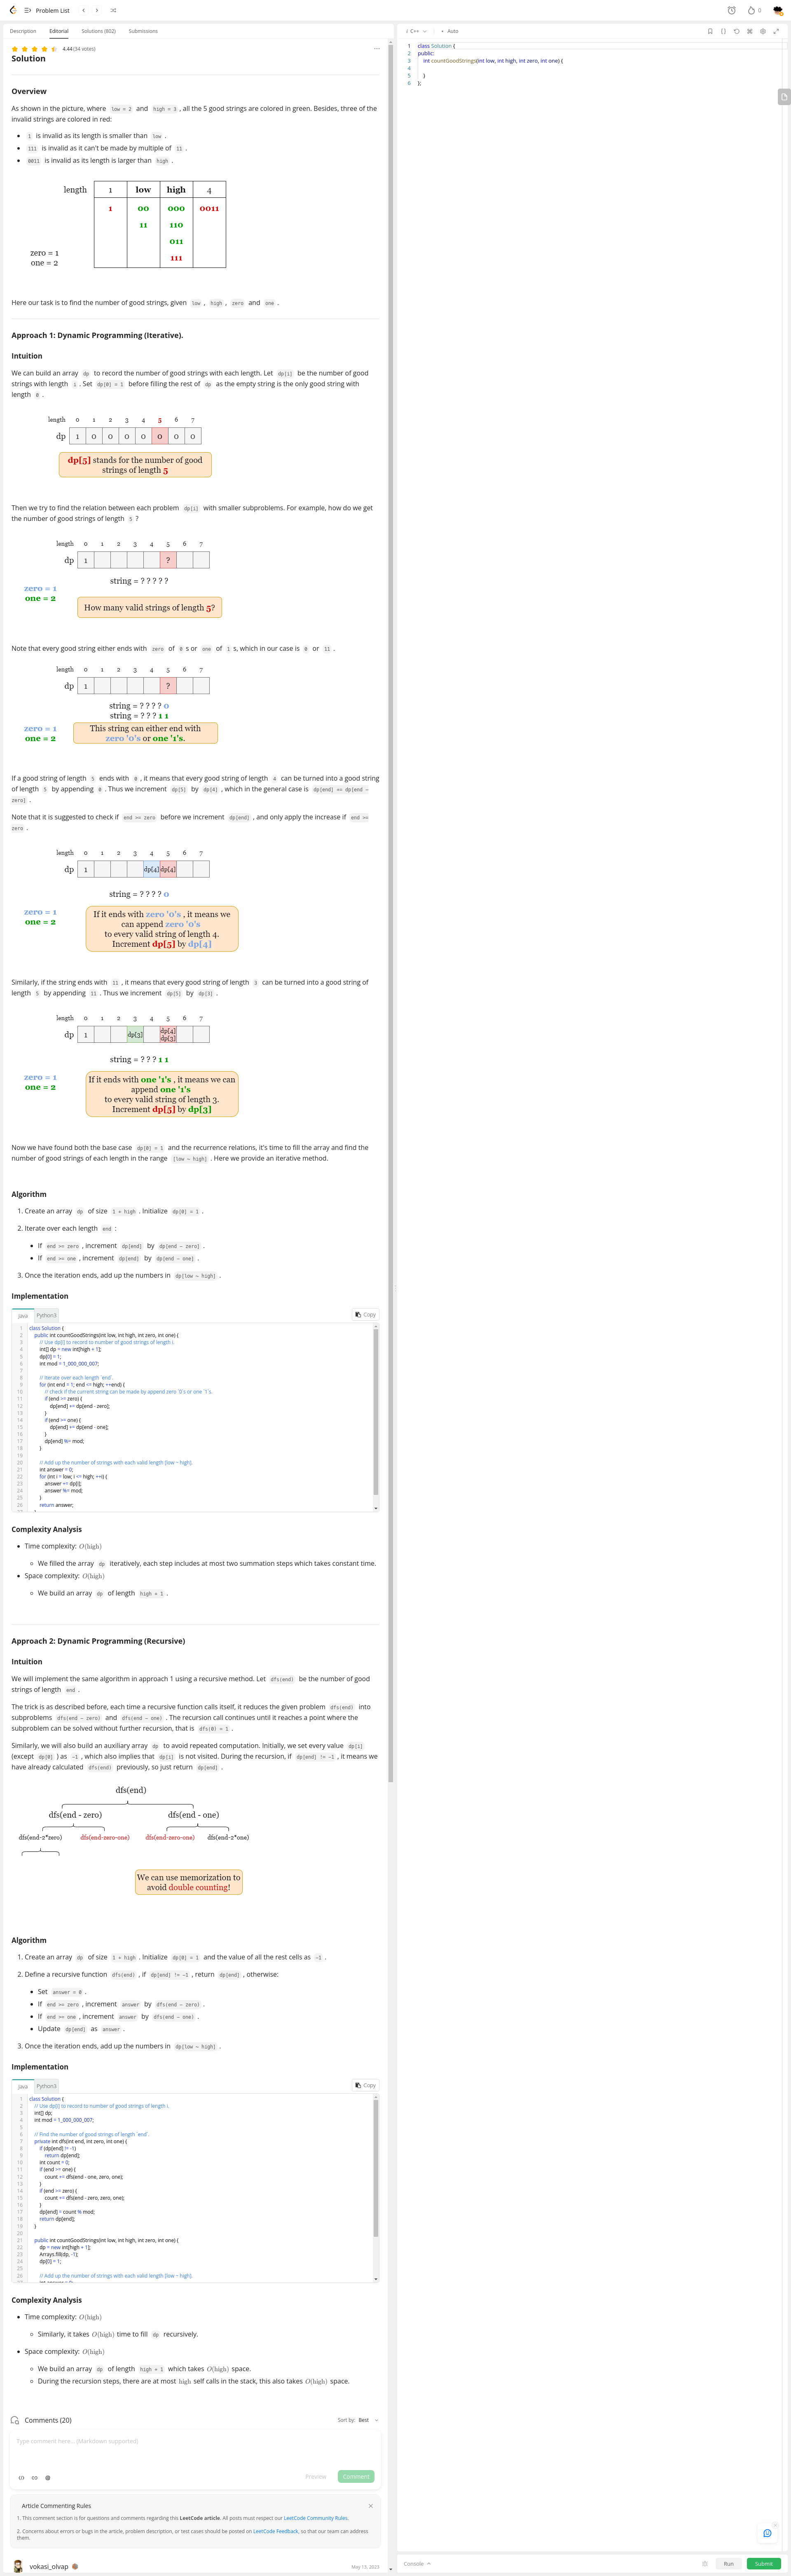 Problem List
0
Description Editorial Solutions (802) Submissions
4.44 (34 votes)
Solution
Overview
As shown in the picture, where low = 2 and high = 3 , all the 5 good strings are colored in green. Besides, three of the
invalid strings are colored in red:
1 is invalid as its length is smaller than low .
111 is invalid as it can't be made by multiple of 11 .
0011 is invalid as its length is larger than high .
length 1 low high 4
1 00 000 0011
11 110
011
111
zero = 1
one = 2
Here our task is to find the number of good strings, given low , high , zero and one .
Approach 1: Dynamic Programming (Iterative).
Intuition
We can build an array dp to record the number of good strings with each length. Let dp[i] be the number of good
strings with length i . Set dp[0] = 1 before filling the rest of dp as the empty string is the only good string with
length 0 .
length 0 1 2 3 4 5 6 7
dp 1 0 0 0 0 0 0 0
dp[5] stands for the number of good
strings of length 5
Then we try to find the relation between each problem dp[i] with smaller subproblems. For example, how do we get
the number of good strings of length 5 ?
length 0 1 2 3 4 5 6 7
dp 1 ?
string = ? ? ? ? ?
zero = 1
one = 2
How many valid strings of length 5?
Note that every good string either ends with zero of 0 s or one of 1 s, which in our case is 0 or 11 .
length 0 1 2 3 4 5 6 7
dp 1 ?
string = ? ? ? ? 0
string = ? ? ? 1 1
zero = 1
one = 2
This string can either end with
zero '0's or one '1's.
If a good string of length 5 ends with 0 , it means that every good string of length 4 can be turned into a good string
of length 5 by appending 0 . Thus we increment dp[5] by dp[4] , which in the general case is dp[end] += dp[end -
zero] .
Note that it is suggested to check if end >= zero before we increment dp[end] , and only apply the increase if end >=
zero .
length 0 1 2 3 4 5 6 7
dp 1 dp[4] dp[4]
string = ? ? ? ? 0
zero = 1
one = 2
If it ends with zero '0's , it means we
can append zero '0's
to every valid string of length 4.
Increment dp[5] by dp[4]
Similarly, if the string ends with 11 , it means that every good string of length 3 can be turned into a good string of
length 5 by appending 11 . Thus we increment dp[5] by dp[3] .
length 0 1 2 3 4 5 6 7
dp 1 dp[3] dp[4]
dp[3]
string = ? ? ? 1 1
zero = 1
one = 2
If it ends with one '1's , it means we can
append one '1's
to every valid string of length 3.
Increment dp[5] by dp[3]
Now we have found both the base case dp[0] = 1 and the recurrence relations, it's time to fill the array and find the
number of good strings of each length in the range [low ~ high] . Here we provide an iterative method.
Algorithm
1. Create an array dp of size 1 + high . Initialize dp[0] = 1 .
2. Iterate over each length end :
If end >= zero , increment dp[end] by dp[end - zero] .
If end >= one , increment dp[end] by dp[end - one] .
3. Once the iteration ends, add up the numbers in dp[low ~ high] .
Implementation
Java Python3 Copy
1 class Solution {
2 public int countGoodStrings(int low, int high, int zero, int one) {
3 // Use dp[i] to record to number of good strings of length i.
4 int[] dp = new int[high + 1];
5 dp[0] = 1;
6 int mod = 1_000_000_007;
7
8 // Iterate over each length `end`.
9 for (int end = 1; end <= high; ++end) {
10 // check if the current string can be made by append zero `0`s or one `1`s.
11 if (end >= zero) {
12 dp[end] += dp[end - zero];
13 }
14 if (end >= one) {
15 dp[end] += dp[end - one];
16 }
17 dp[end] %= mod;
18 }
19
20 // Add up the number of strings with each valid length [low ~ high].
21 int answer = 0;
22 for (int i = low; i <= high; ++i) {
23 answer += dp[i];
24 answer %= mod;
25 }
26 return answer;
Complexity Analysis
Time complexity: O(high)
We filled the array dp iteratively, each step includes at most two summation steps which takes constant time.
Space complexity: O(high)
We build an array dp of length high + 1 .
Approach 2: Dynamic Programming (Recursive)
Intuition
We will implement the same algorithm in approach 1 using a recursive method. Let dfs(end) be the number of good
strings of length end .
The trick is as described before, each time a recursive function calls itself, it reduces the given problem dfs(end) into
subproblems dfs(end - zero) and dfs(end - one) . The recursion call continues until it reaches a point where the
subproblem can be solved without further recursion, that is dfs(0) = 1 .
Similarly, we will also build an auxiliary array dp to avoid repeated computation. Initially, we set every value dp[i]
(except dp[0] ) as -1 , which also implies that dp[i] is not visited. During the recursion, if dp[end] != -1 , it means we
have already calculated dfs(end) previously, so just return dp[end] .
dfs(end)
dfs(end - zero) dfs(end - one)
dfs(end-2*zero) dfs(end-zero-one) dfs(end-zero-one) dfs(end-2*one)
We can use memorization to
avoid double counting!
Algorithm
1. Create an array dp of size 1 + high . Initialize dp[0] = 1 and the value of all the rest cells as -1 .
2. Define a recursive function dfs(end) , if dp[end] != -1 , return dp[end] , otherwise:
Set answer = 0 .
If end >= zero , increment answer by dfs(end - zero) .
If end >= one , increment answer by dfs(end - one) .
Update dp[end] as answer .
3. Once the iteration ends, add up the numbers in dp[low ~ high] .
Implementation
Java Python3 Copy
1 class Solution {
2 // Use dp[i] to record to number of good strings of length i.
3 int[] dp;
4 int mod = 1_000_000_007;
5
6 // Find the number of good strings of length `end`.
7 private int dfs(int end, int zero, int one) {
8 if (dp[end] != -1)
9 return dp[end];
10 int count = 0;
11 if (end >= one) {
12 count += dfs(end - one, zero, one);
13 }
14 if (end >= zero) {
15 count += dfs(end - zero, zero, one);
16 }
17 dp[end] = count % mod;
18 return dp[end];
19 }
20
21 public int countGoodStrings(int low, int high, int zero, int one) {
22 dp = new int[high + 1];
23 Arrays.fill(dp, -1);
24 dp[0] = 1;
25
26 // Add up the number of strings with each valid length [low ~ high]
Complexity Analysis
Time complexity: O(high)
Similarly, it takes O(high) time to fill dp recursively.
Space complexity: O(high)
We build an array dp of length high + 1 which takes O(high) space.
During the recursion steps, there are at most high self calls in the stack, this also takes O(high) space.
Comments (20) Sort by: Best
Type comment here... (Markdown supported)
Preview Comment
Article Commenting Rules
1. This comment section is for questions and comments regarding this LeetCode article. All posts must respect our LeetCode Community Rules.
2. Concerns about errors or bugs in the article, problem description, or test cases should be posted on LeetCode Feedback, so that our team can address
them.
vokasi_olvap May 13, 2023
i C++ Auto
1 class Solution {
2 public:
3 int countGoodStrings(int low, int high, int zero, int one) {
4
5 }
6 };
Console Run Submit